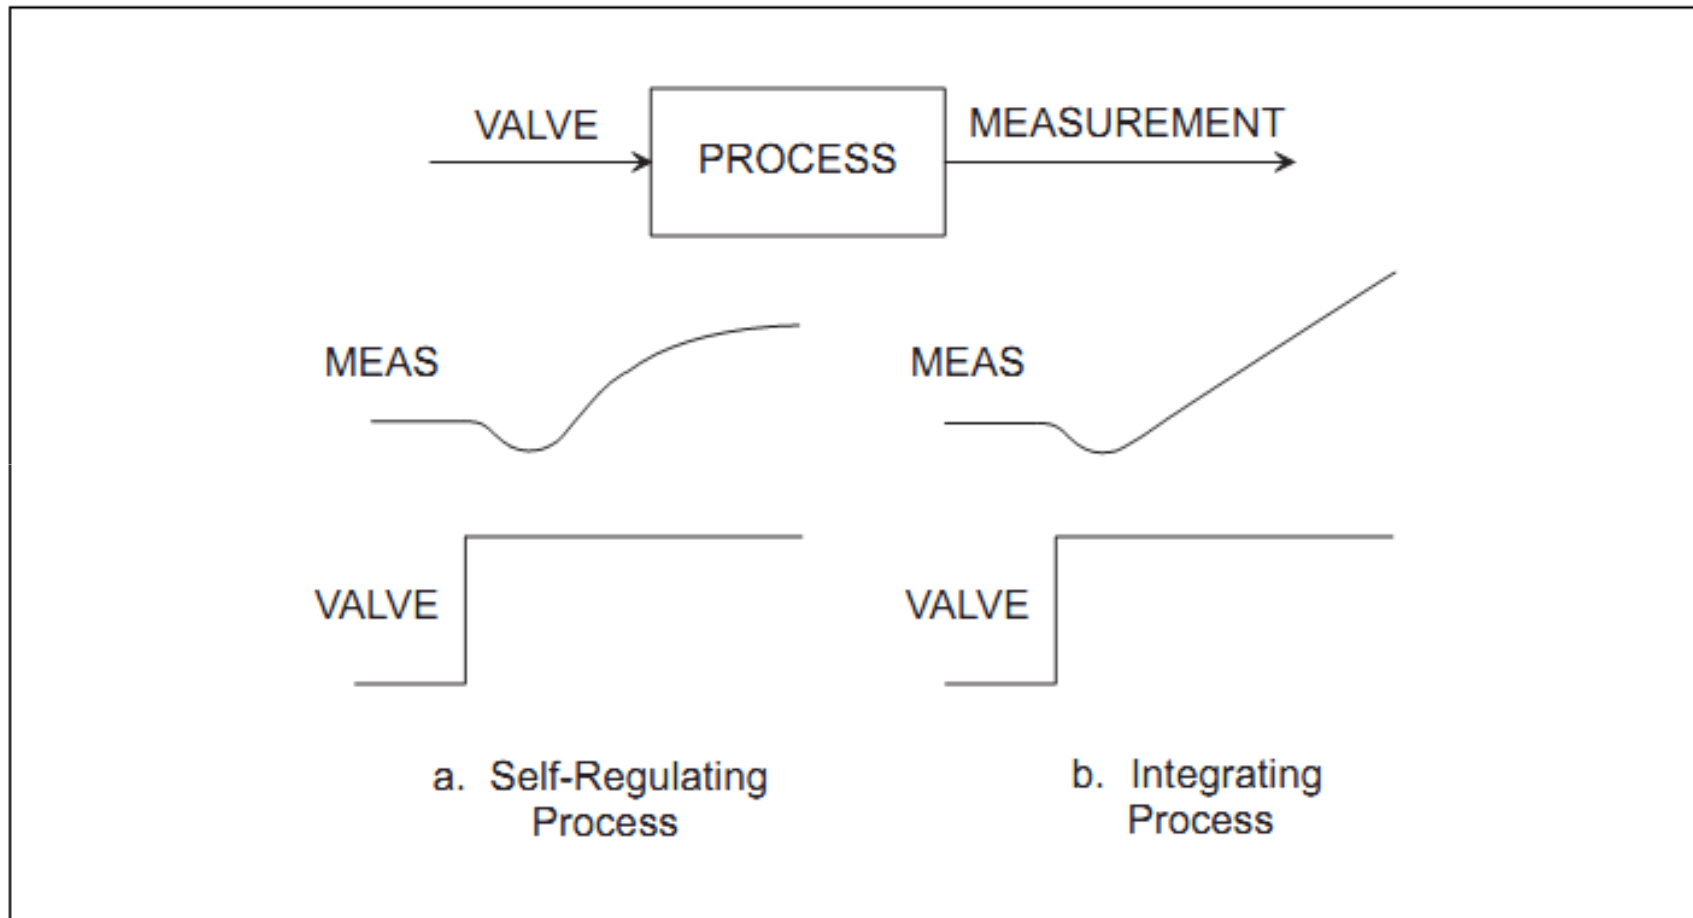 VALVE
PROCESS
MEASUREMENT
MEAS
MEAS
VALVE
VALVE
a. Self-Regulating
Process
b. Integrating
Process